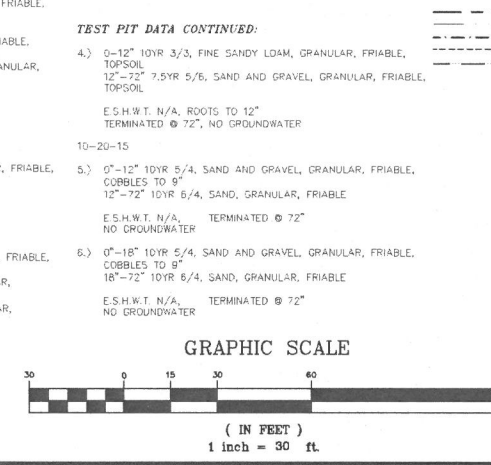 FRIABLE,
IABLE,
ANULAR,
, FRIABLE,
FRIABLE,
R,
AR,
TEST PIT DATA CONTINUED:
4.) 0-12" 10YR 3/3, FINE SANDY LOAM, GRANULAR, FRIABLE,
TOPSOIL
12"-72" 7.5YR 5/6, SAND AND GRAVEL, GRANULAR, FRIABLE,
TOPSOIL
E.S.H.W.T. N/A, ROOTS TO 12"
TERMINATED @ 72", NO GROUNDWATER
10-20-15
5.) 0"-12" 10YR 5/4, SAND AND GRAVEL, GRANULAR, FRIABLE,
COBBLES TO 9"
12"-72" 10YR 6/4, SAND, GRANULAR, FRIABLE
E.S.H.W.T. N/A, TERMINATED @ 72"
NO GROUNDWATER
6.) 0"-18" 10YR 5/4, SAND AND GRAVEL, GRANULAR, FRIABLE,
COBBLES TO 9"
18"-72" 10YR 6/4, SAND, GRANULAR, FRIABLE
E.S.H.W.T. N/A, TERMINATED @ 72"
NO GROUNDWATER
GRAPHIC SCALE
30 0 15 30 60
( IN FEET )
1 inch = 30 ft.